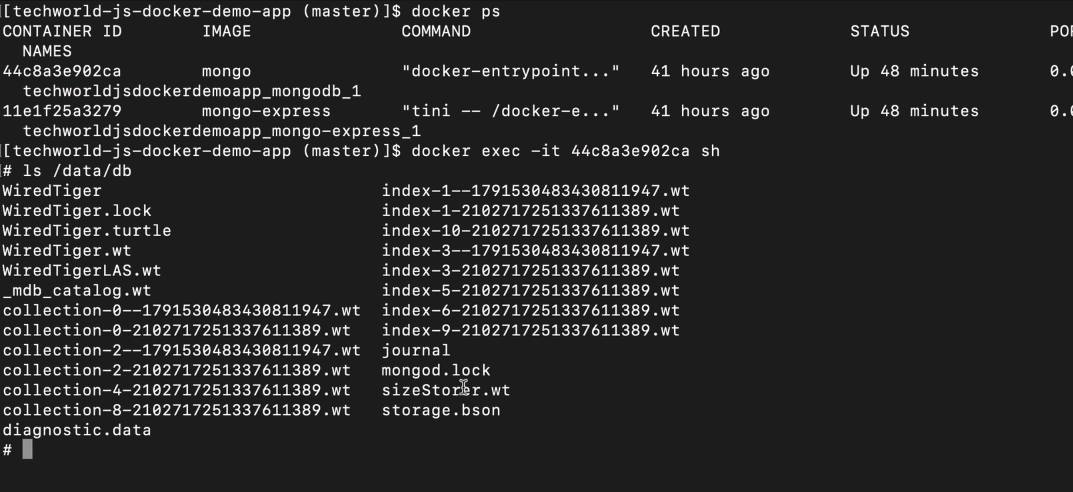 [techworld-js-docker-demo-app (master)]$ docker ps
CONTAINER ID        IMAGE               COMMAND                  CREATED             STATUS              POR
  NAMES
44c8a3e902ca        mongo               "docker-entrypoint..."   41 hours ago        Up 48 minutes       0.0
  techworldjsdockerdemoapp_mongodb_1
11e1f25a3279        mongo-express       "tini -- /docker-e..."   41 hours ago        Up 48 minutes       0.0
  techworldjsdockerdemoapp_mongo-express_1
[techworld-js-docker-demo-app (master)]$ docker exec -it 44c8a3e902ca sh
# ls /data/db
WiredTiger                            index-1--1791530483430811947.wt
WiredTiger.lock                       index-1-2102717251337611389.wt
WiredTiger.turtle                     index-10-2102717251337611389.wt
WiredTiger.wt                         index-3--1791530483430811947.wt
WiredTigerLAS.wt                      index-3-2102717251337611389.wt
_mdb_catalog.wt                       index-5-2102717251337611389.wt
collection-0--1791530483430811947.wt  index-6-2102717251337611389.wt
collection-0-2102717251337611389.wt   index-9-2102717251337611389.wt
collection-2--1791530483430811947.wt  journal
collection-2-2102717251337611389.wt   mongod.lock
collection-4-2102717251337611389.wt   sizeStorer.wt
collection-8-2102717251337611389.wt   storage.bson
diagnostic.data
#